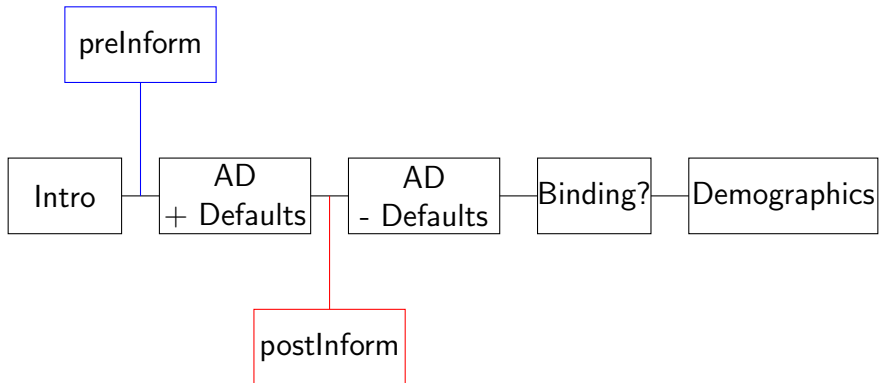 preInform
Intro
AD
+ Defaults
AD
- Defaults
Binding?
Demographics
postInform